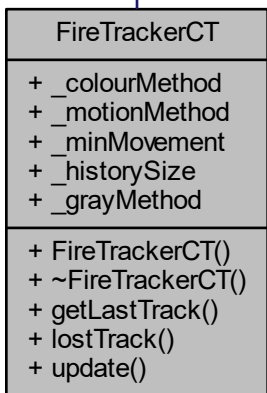 FireTrackerCT
+ _colourMethod
+ _motionMethod
+ _minMovement
+ _historySize
+ _grayMethod
+ FireTrackerCT()
+ ~FireTrackerCT()
+ getLastTrack()
+ lostTrack()
+ update()